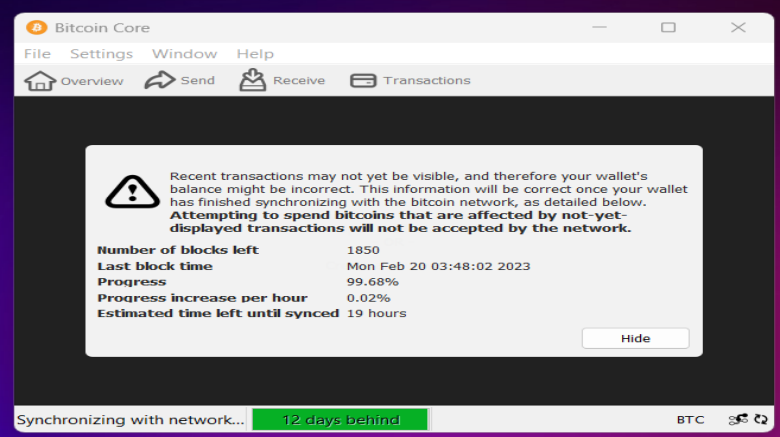 Bitcoin Core
File Settings Window Help
Overview Send Receive Transactions
Recent transactions may not yet be visible, and therefore your wallet's
balance might be incorrect. This information will be correct once your wallet
has finished synchronizing with the bitcoin network, as detailed below.
Attempting to spend bitcoins that are affected by not-yet-
displayed transactions will not be accepted by the network.
Number of blocks left 1850
Last block time Mon Feb 20 03:48:02 2023
Progress 99.68%
Progress increase per hour 0.02%
Estimated time left until synced 19 hours
Hide
Synchronizing with network... 12 days behind BTC